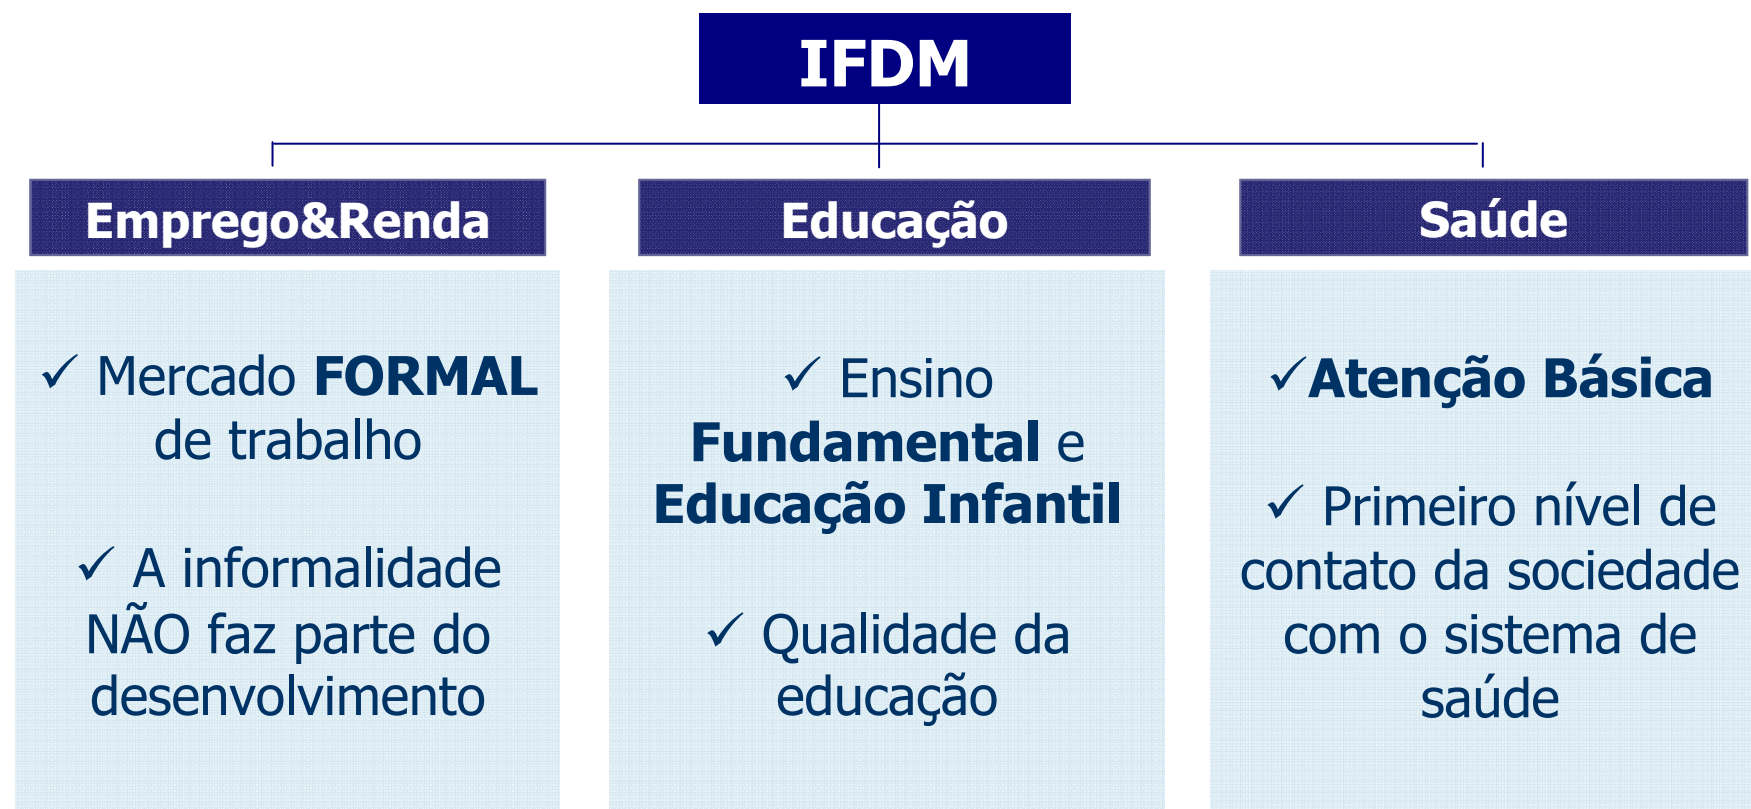 IFDM
Emprego&Renda
✓ Mercado FORMAL
de trabalho
✓ A informalidade
NÃO faz parte do
desenvolvimento
Educação
✓ Ensino
Fundamental e
Educação Infantil
✓ Qualidade da
educação
Saúde
✓Atenção Básica
✓ Primeiro nível de
contato da sociedade
com o sistema de
saúde